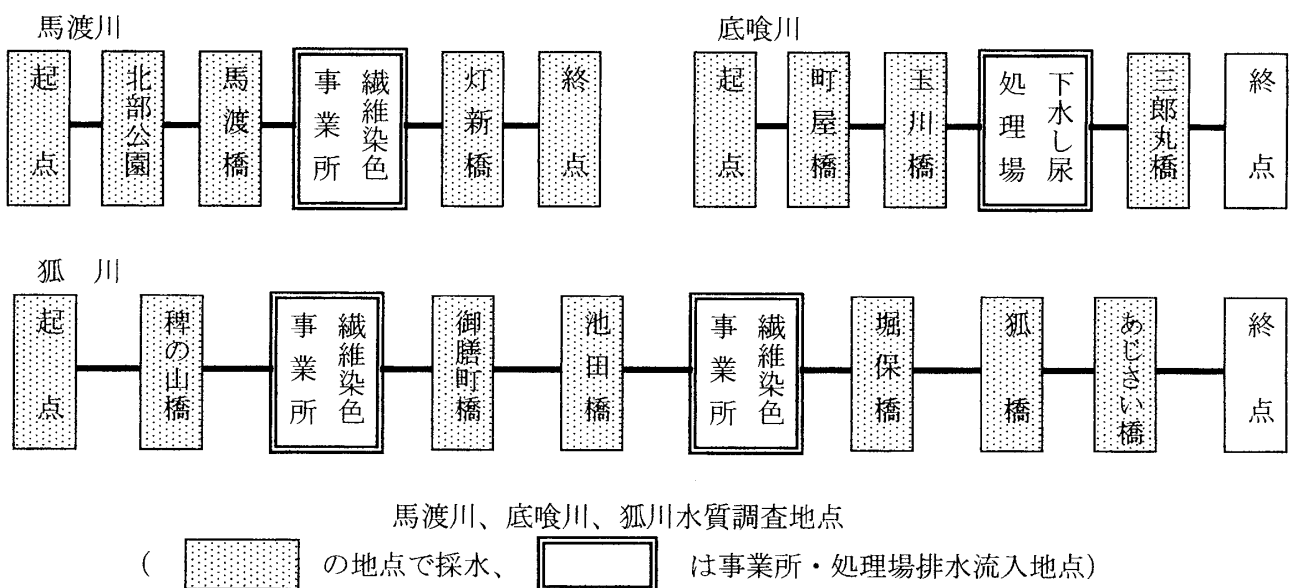 馬渡川
起点
北部公園
馬渡橋
繊維染色
事業所
灯新橋
終点
底喰川
起点
町屋橋
玉川橋
下水し尿
処理場
三郎丸橋
終点
狐川
起点
稗の山橋
繊維染色
事業所
御膳町橋
池田橋
繊維染色
事業所
堀保橋
狐橋
あじさい橋
終点
馬渡川、底喰川、狐川水質調査地点
( の地点で採水、 は事業所・処理場排水流入地点)